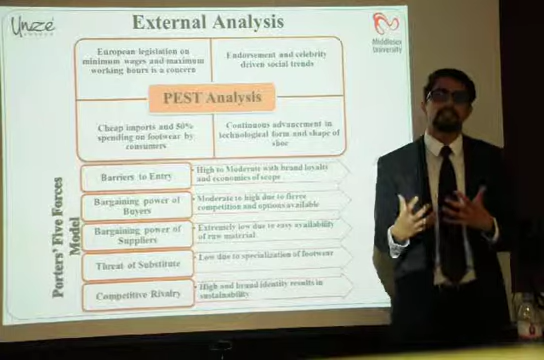 Unze
LONDON
External Analysis
Middlesex
University
European legislation on
minimum wages and maximum
working hours is a concern
Endorsement and celebrity
driven social trends
PEST Analysis
Cheap imports and 50%
spending on footwear by
consumers
Continuous advancement in
technological form and shape of
shoe
Porters' Five Forces
Model
Barriers to Entry
• High to Moderate with brand loyalty
and economies of scope
Bargaining power of
Buyers
• Moderate to high due to fierce
competition and options available
Bargaining power of
Suppliers
• Extremely low due to easy availability
of raw material
Threat of Substitute
• Low due to specialization of footwear
Competitive Rivalry
• High and brand identity results in
sustainability